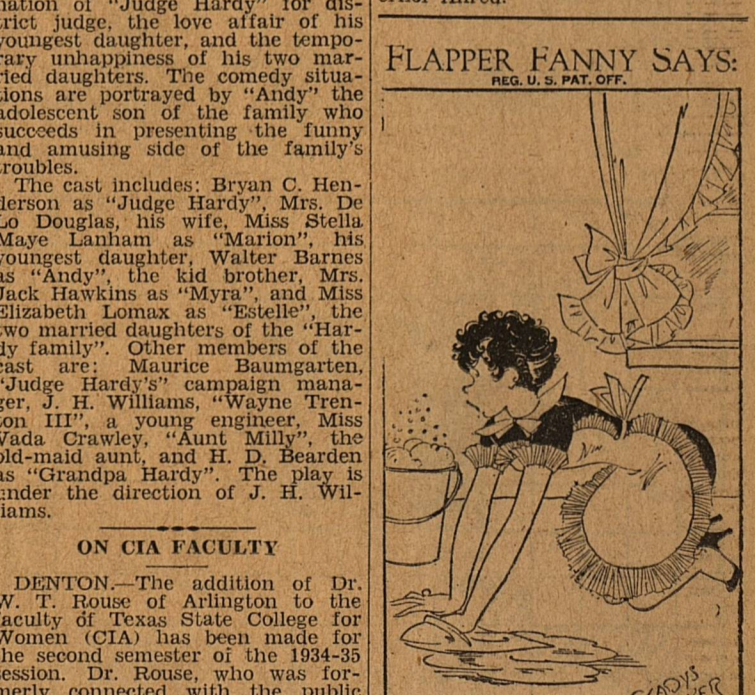 nation of "Judge Hardy" for dis-
trict judge, the love affair of his
youngest daughter, and the tempo-
rary unhappiness of his two mar-
ried daughters. The comedy situa-
tions are portrayed by "Andy" the
adolescent son of the family who
succeeds in presenting the funny
and amusing side of the family's
troubles.
The cast includes: Bryan C. Hen-
derson as "Judge Hardy", Mrs. De
Lo Douglas, his wife, Miss Stella
Maye Lanham as "Marion", his
youngest daughter, Walter Barnes
as "Andy", the kid brother, Mrs.
Jack Hawkins as "Myra", and Miss
Elizabeth Lomax as "Estelle", the
two married daughters of the "Har-
dy family". Other members of the
cast are: Maurice Baumgarten,
"Judge Hardy's" campaign mana-
ger, J. H. Williams, "Wayne Tren-
ton III", a young engineer, Miss
Vada Crawley, "Aunt Milly", the
old-maid aunt, and H. D. Bearden
as "Grandpa Hardy". The play is
under the direction of J. H. Wil-
liams.
ON CIA FACULTY
DENTON.—The addition of Dr.
W. T. Rouse of Arlington to the
faculty of Texas State College for
Women (CIA) has been made for
the second semester of the 1934-35
session. Dr. Rouse, who was for-
merly connected with the public
FLAPPER FANNY SAYS:
REG. U. S. PAT. OFF.
GLADYS